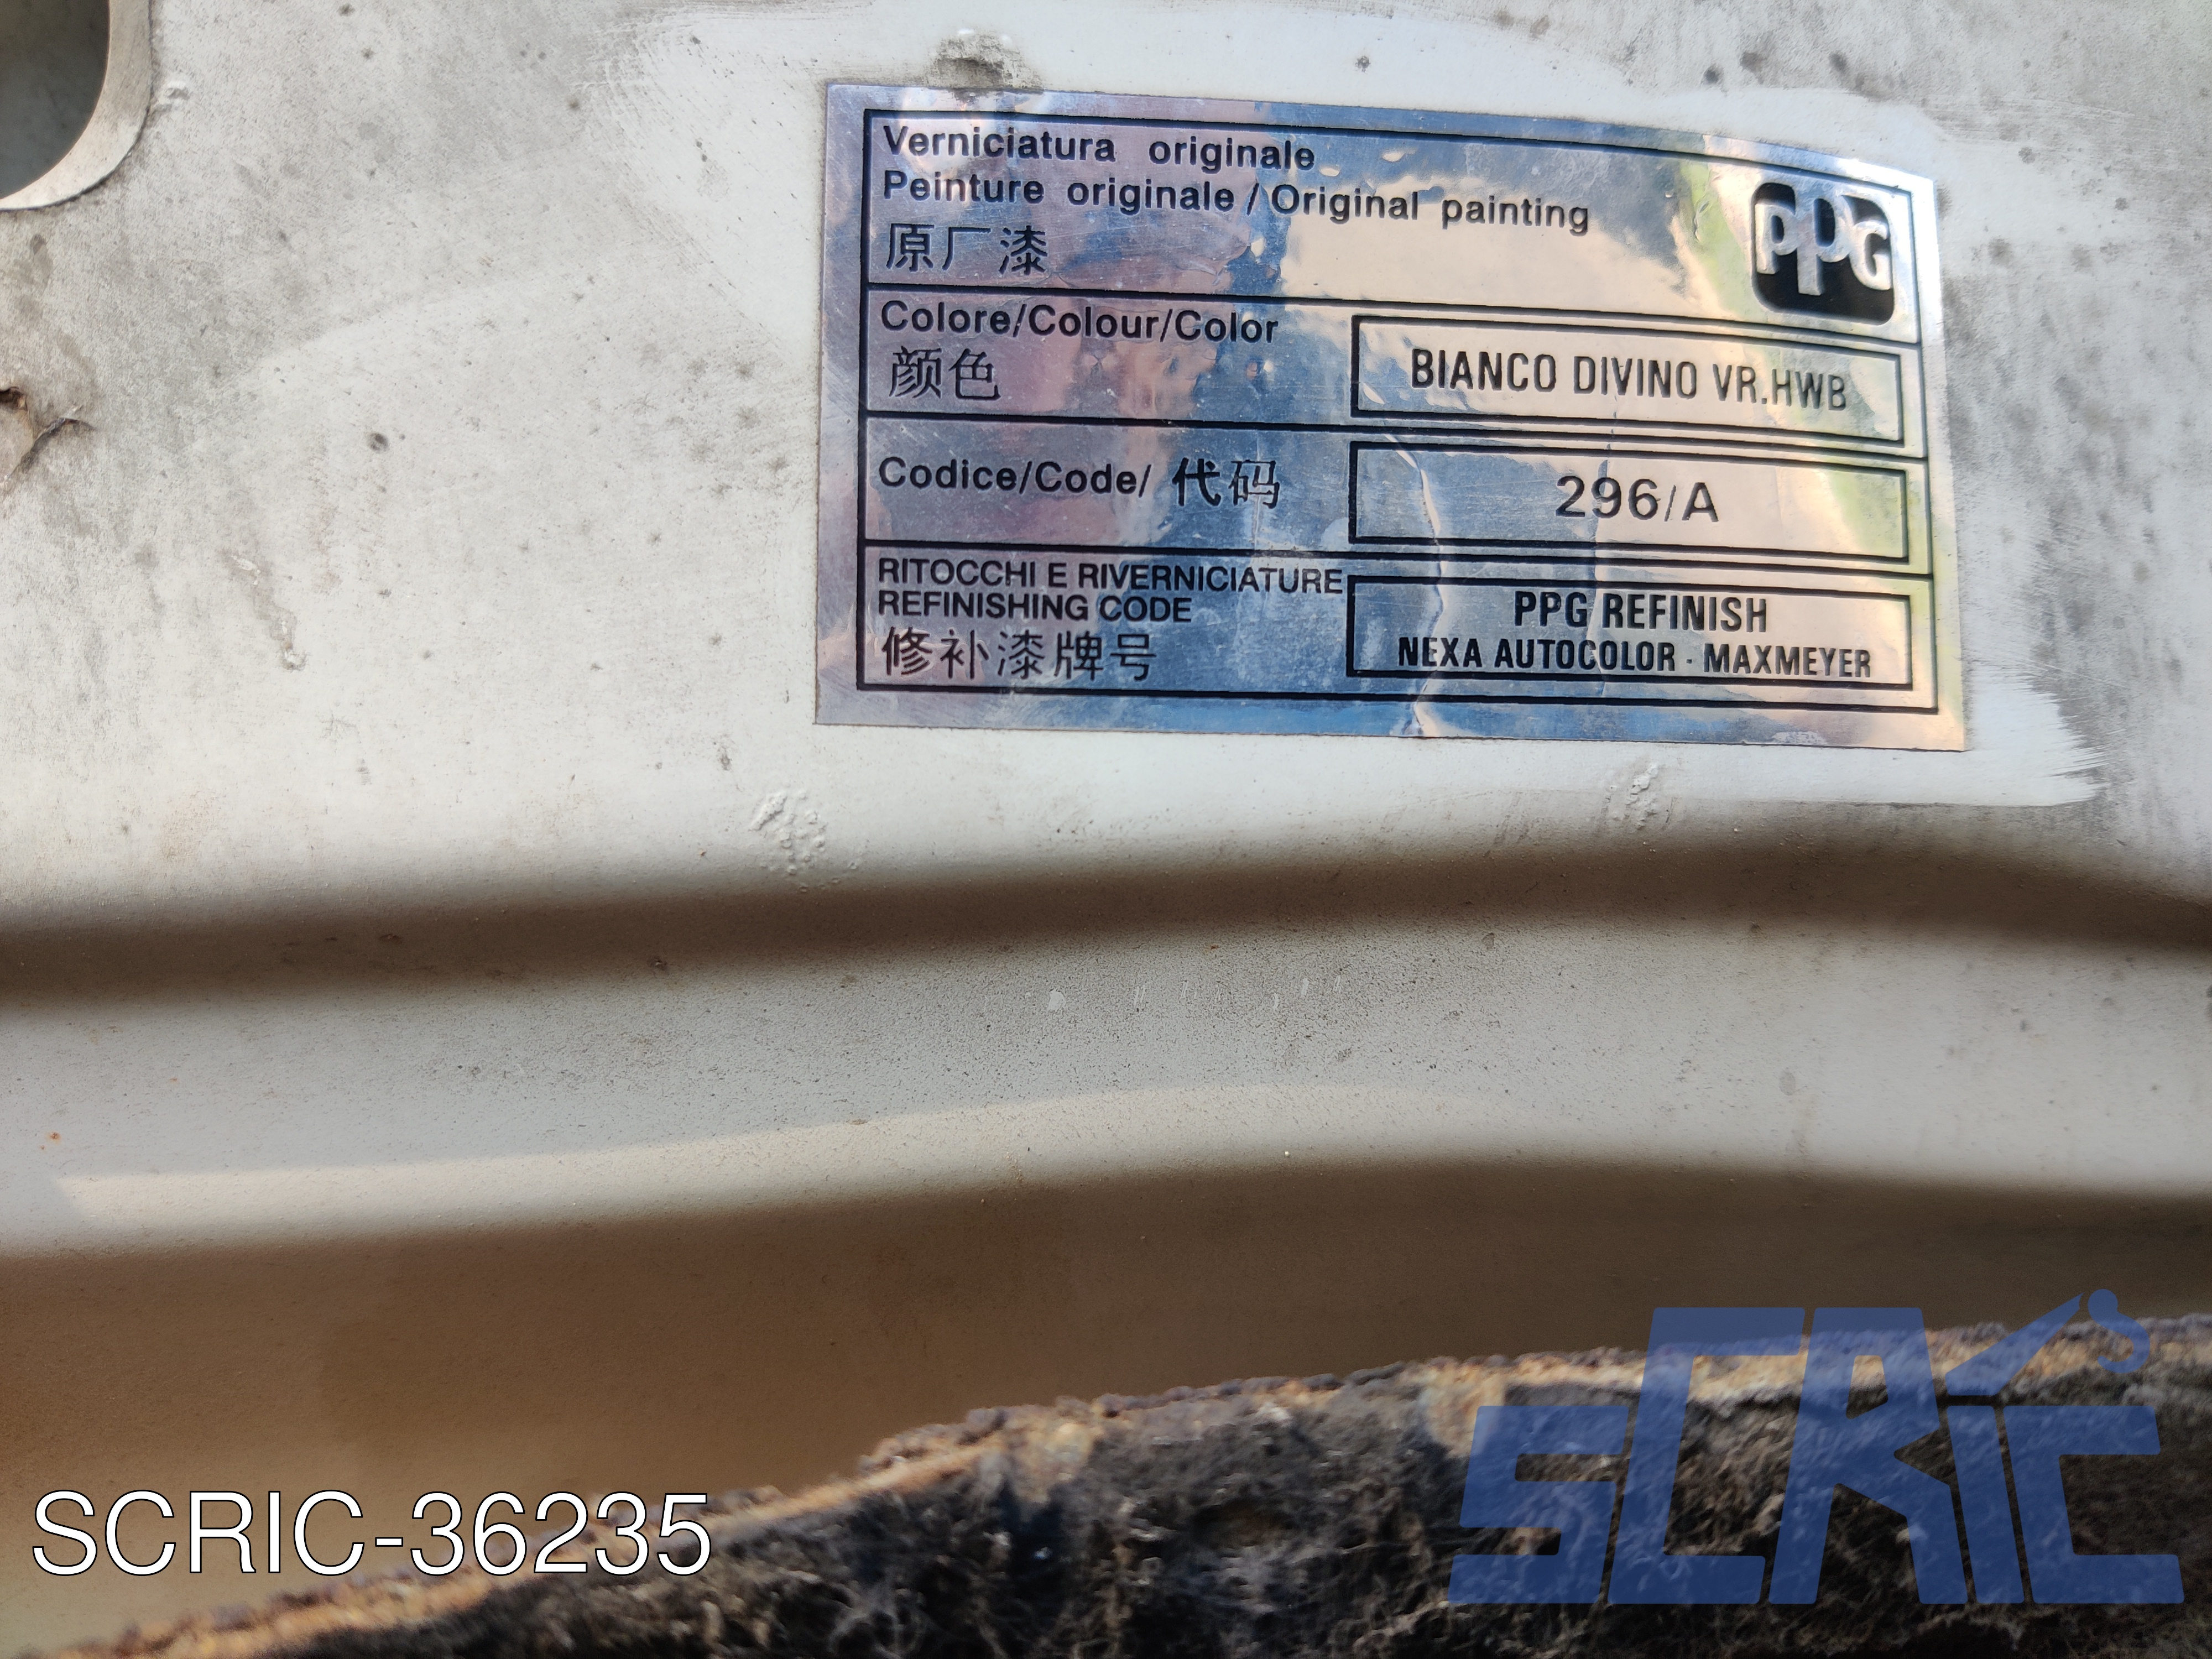 Verniciatura originale
Peinture originale / Original painting
原厂漆
PPG
Colore/Colour/Color
颜色
BIANCO DIVINO VR.HWB
Codice/Code/ 代码
296/A
RITOCCHI E RIVERNICIATURE
REFINISHING CODE
修补漆牌号
PPG REFINISH
NEXA AUTOCOLOR - MAXMEYER
SCRIC-36235
SCRIC